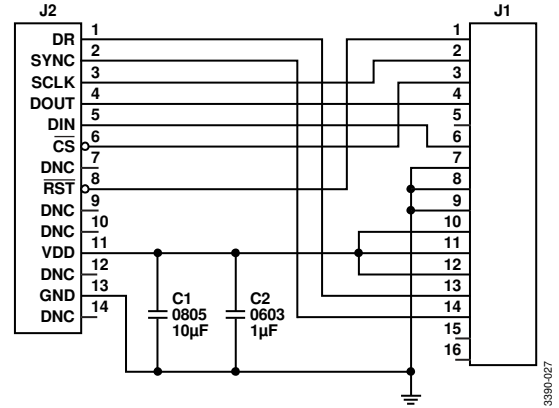 J2 J1
DR 1 1
SYNC 2 2
SCLK 3 3
DOUT 4 4
DIN 5 5
CS 6 6
DNC 7 7
RST 8 8
DNC 9 9
DNC 10 10
VDD 11 11
DNC 12 12
GND 13 13
DNC 14 14
15
16
C1
0805
10µF
C2
0603
1µF
3390-027